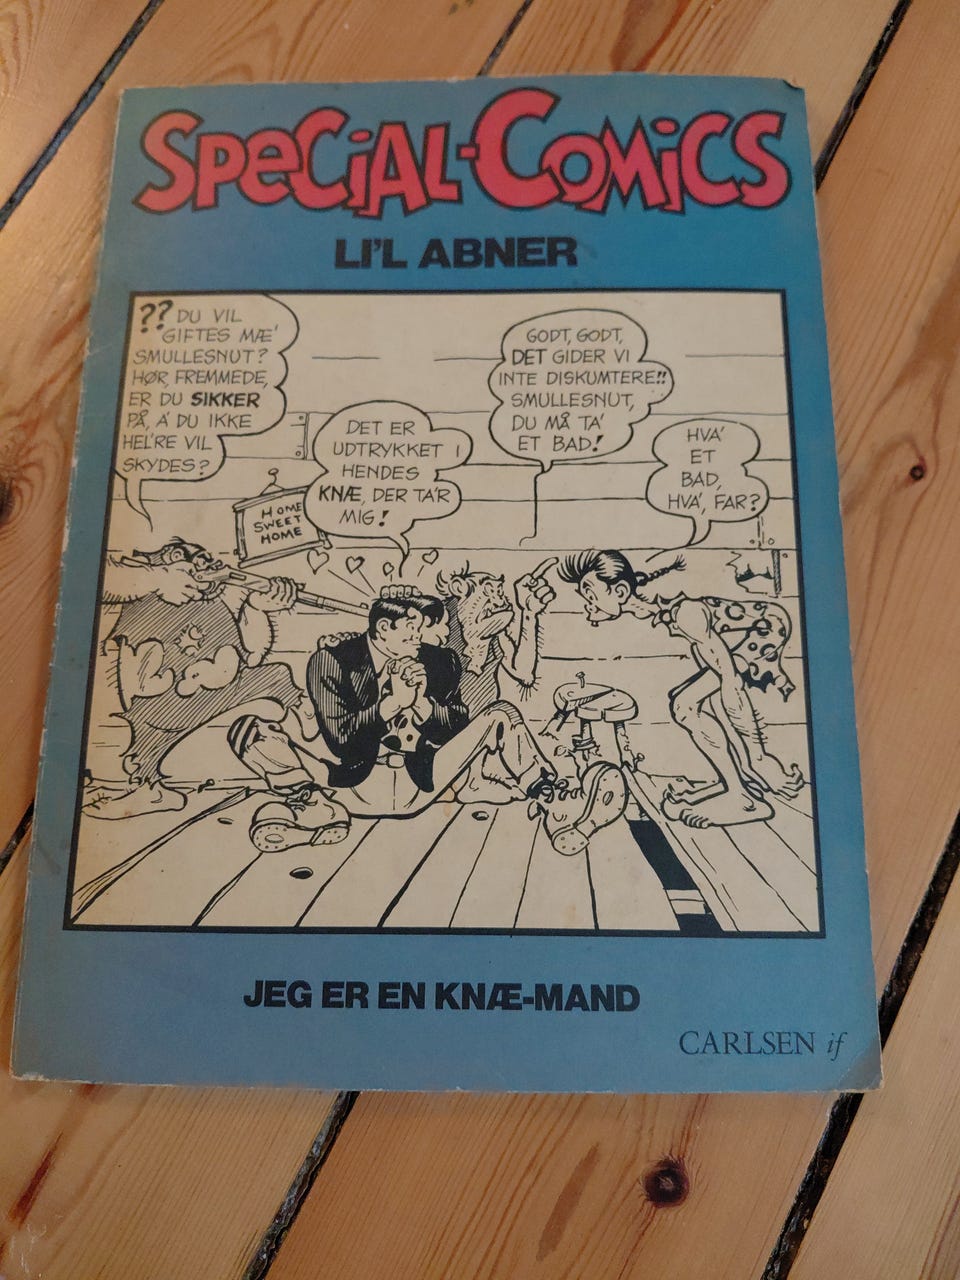 SPECIAL-COMICS
LI'L ABNER
?? DU VIL
GIFTES MÆ'
SMULLESNUT?
HØR, FREMMEDE,
ER DU SIKKER
PÅ, A' DU IKKE
HEL'RE VIL
SKYDES?
DET ER
UDTRYKKET I
HENDES
KNÆ, DER TA'R
MIG!
GODT, GODT,
DET GIDER VI
INTE DISKUMTERE!!
SMULLESNUT,
DU MÅ TA'
ET BAD!
HVA'
ET
BAD,
HVA', FAR?
HOME
SWEET
HOME
JEG ER EN KNÆ-MAND
CARLSEN if